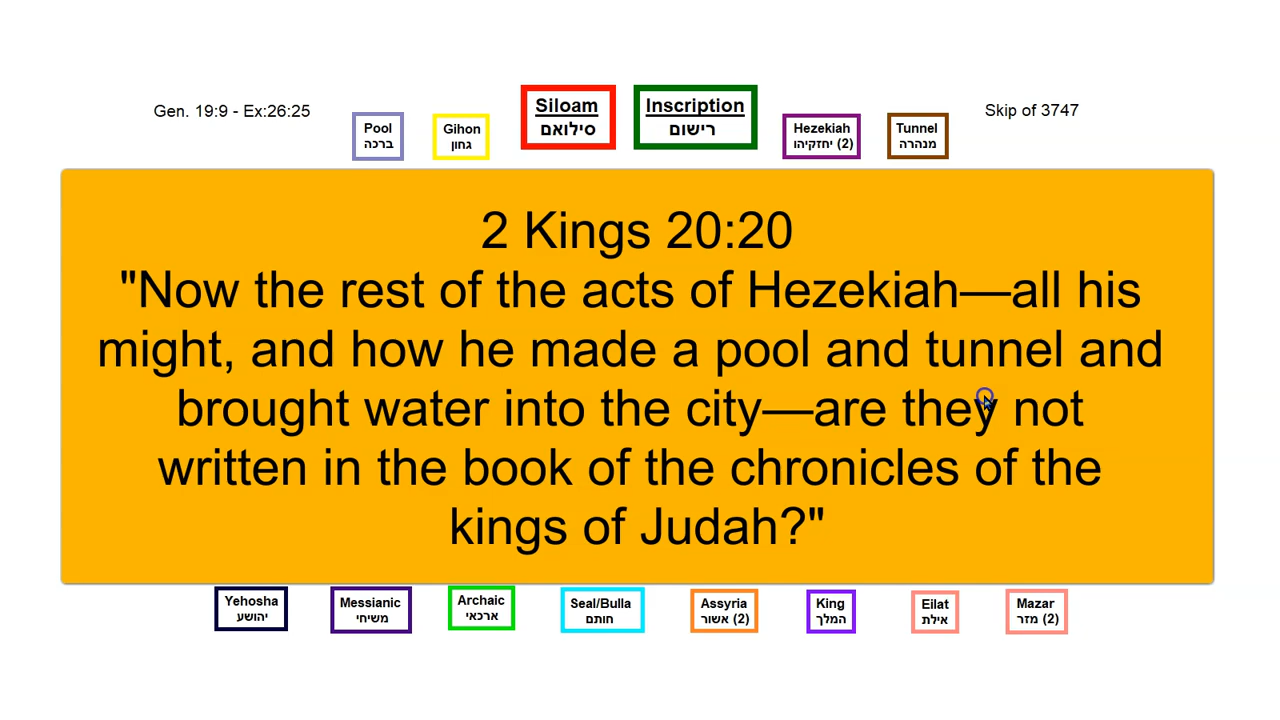 Gen. 19:9 - Ex:26:25
Pool
ברכה
Gihon
גחון
Siloam
סילואם
Inscription
רישום
Hezekiah
יחזקיהו (2)
Tunnel
מנהרה
Skip of 3747
2 Kings 20:20
"Now the rest of the acts of Hezekiah—all his
might, and how he made a pool and tunnel and
brought water into the city—are they not
written in the book of the chronicles of the
kings of Judah?"
Yehosha
יהושע
Messianic
משיחי
Archaic
ארכאי
Seal/Bulla
חותם
Assyria
אשור (2)
King
המלך
Eilat
אילת
Mazar
מזר (2)